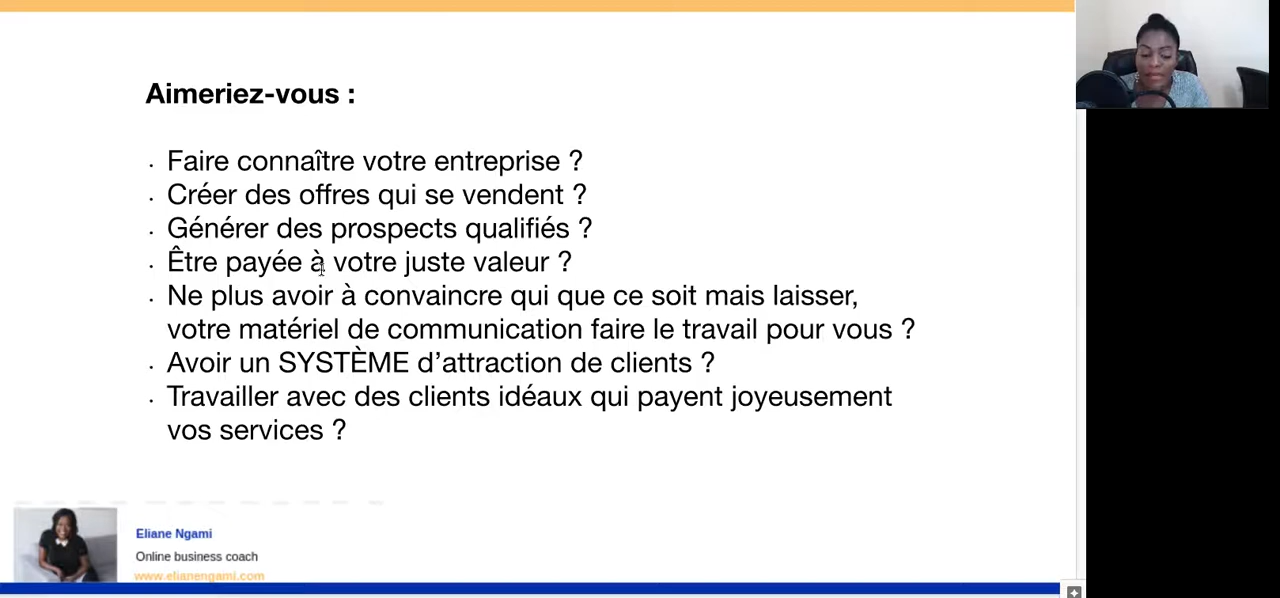 Aimeriez-vous :
· Faire connaître votre entreprise ?
· Créer des offres qui se vendent ?
· Générer des prospects qualifiés ?
· Être payée à votre juste valeur ?
· Ne plus avoir à convaincre qui que ce soit mais laisser,
votre matériel de communication faire le travail pour vous ?
· Avoir un SYSTÈME d’attraction de clients ?
· Travailler avec des clients idéaux qui payent joyeusement
vos services ?
Eliane Ngami
Online business coach
www.elianengami.com